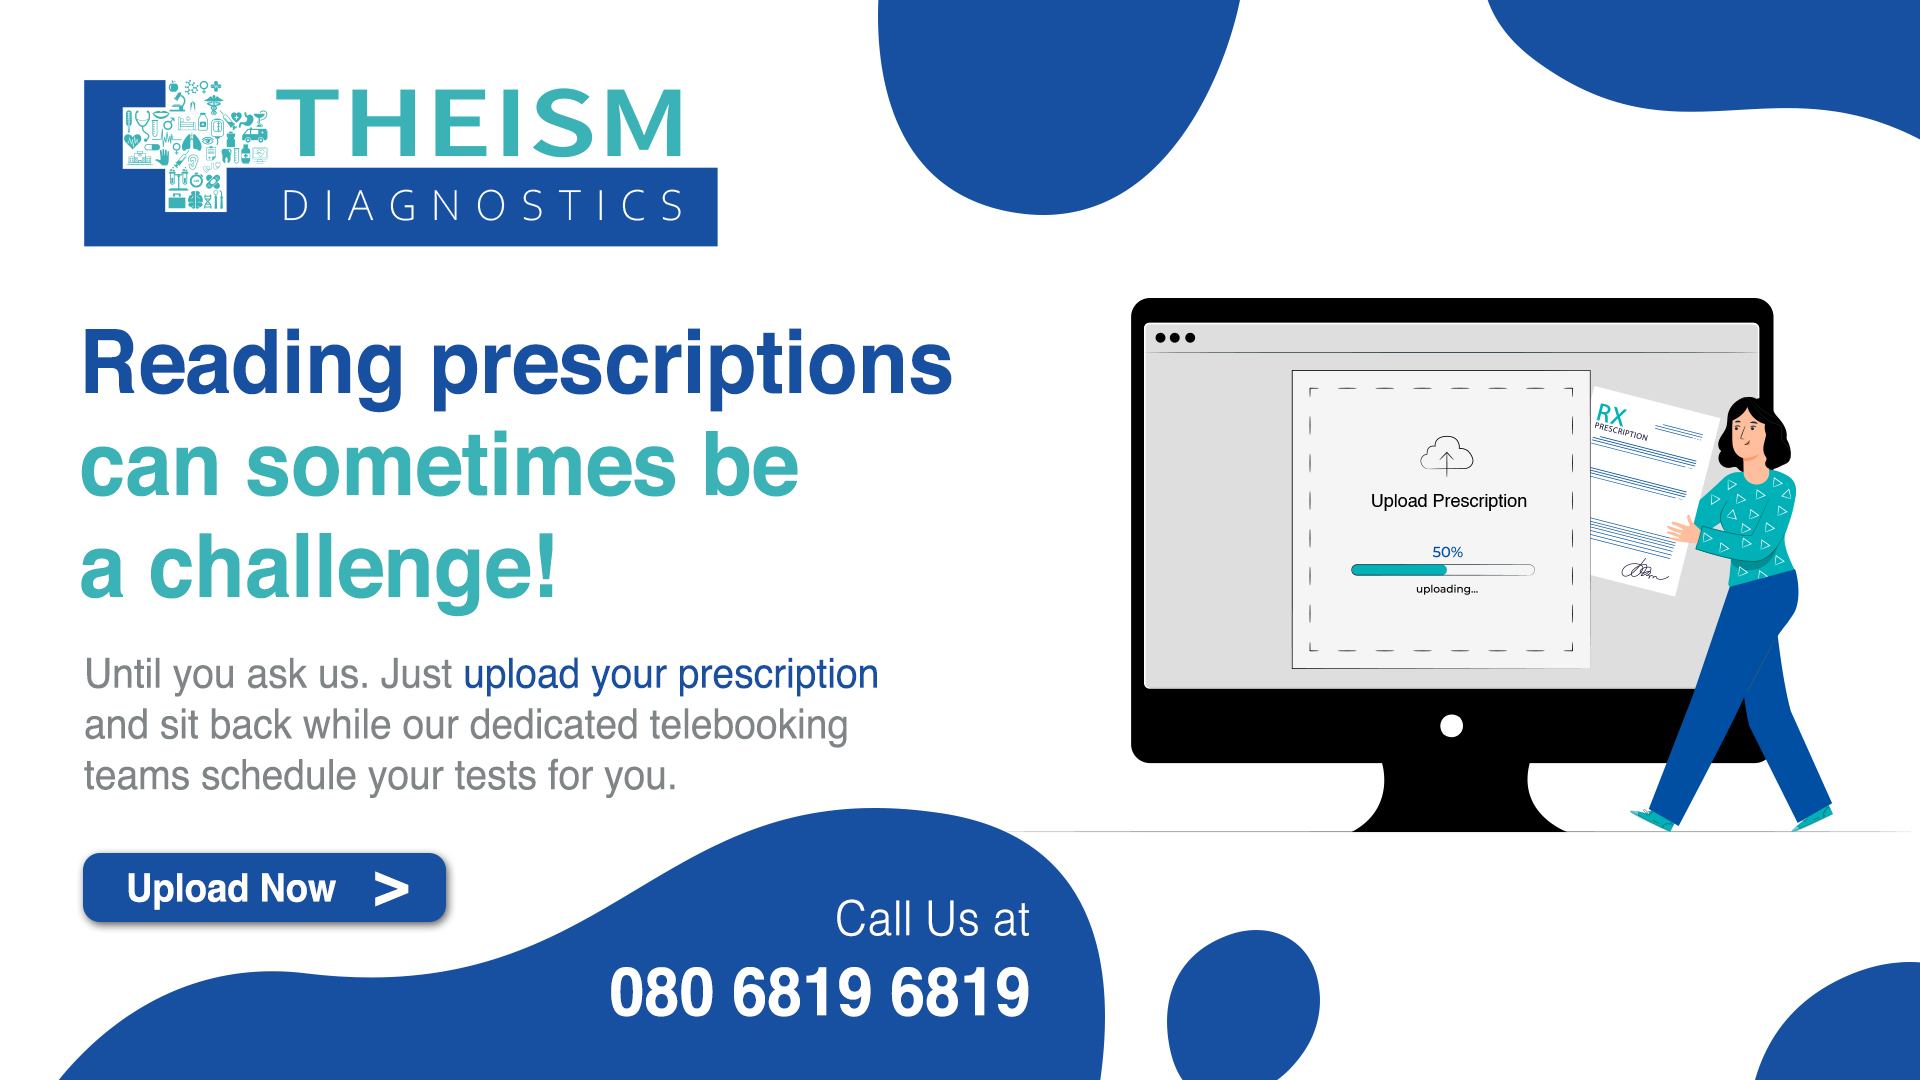 THEISM
DIAGNOSTICS
Reading prescriptions
can sometimes be
a challenge!
Until you ask us. Just upload your prescription
and sit back while our dedicated telebooking
teams schedule your tests for you.
Upload Now >
Call Us at
080 6819 6819
Upload Prescription
50%
uploading...
RX
PRESCRIPTION